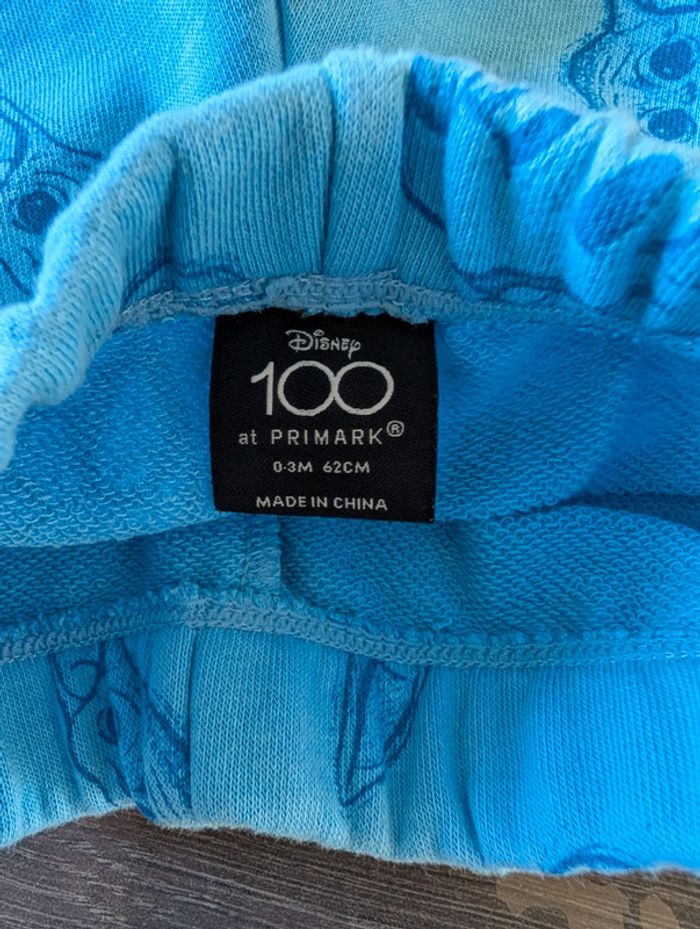 Disney
100
at PRIMARK®
0-3M 62CM
MADE IN CHINA